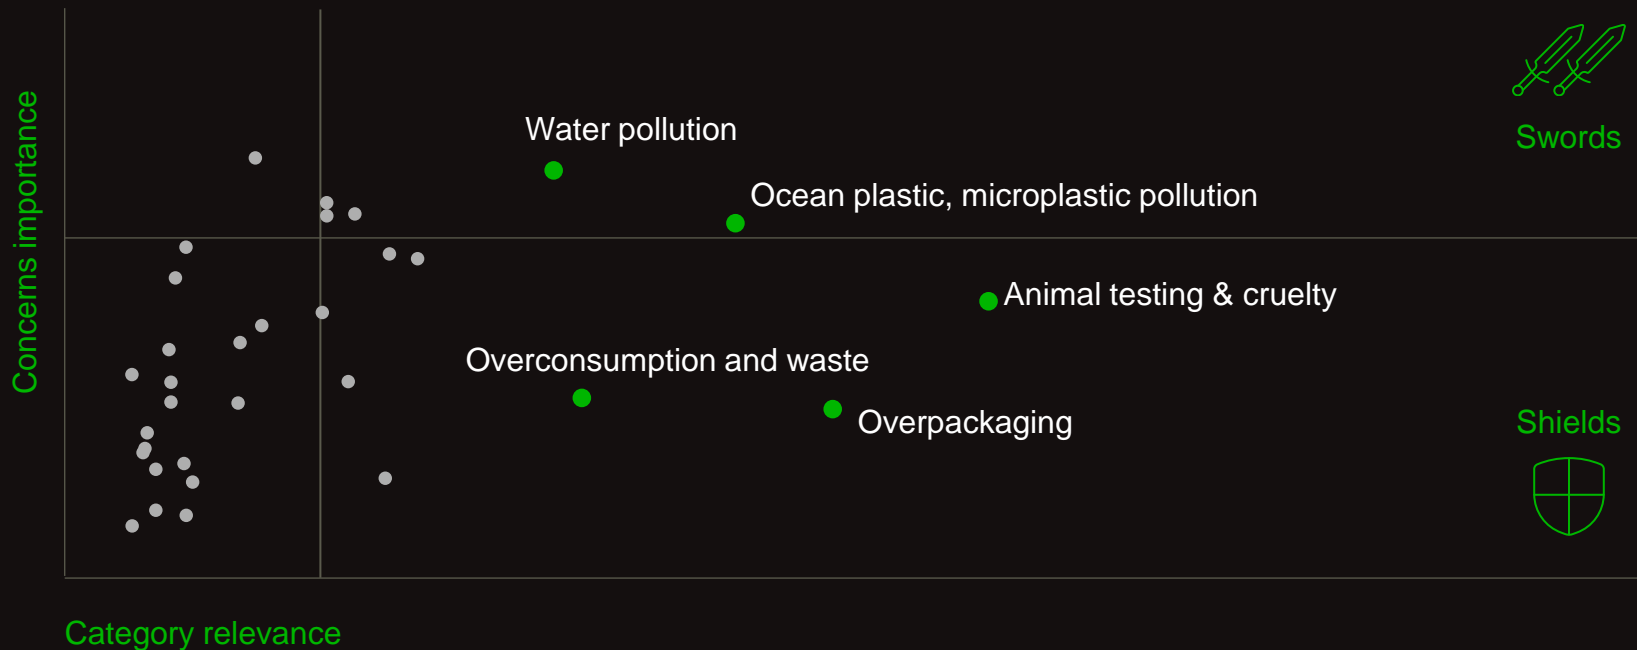 Concerns importance
Water pollution
Swords
Ocean plastic, microplastic pollution
Animal testing & cruelty
Overconsumption and waste
Overpackaging
Shields
Category relevance